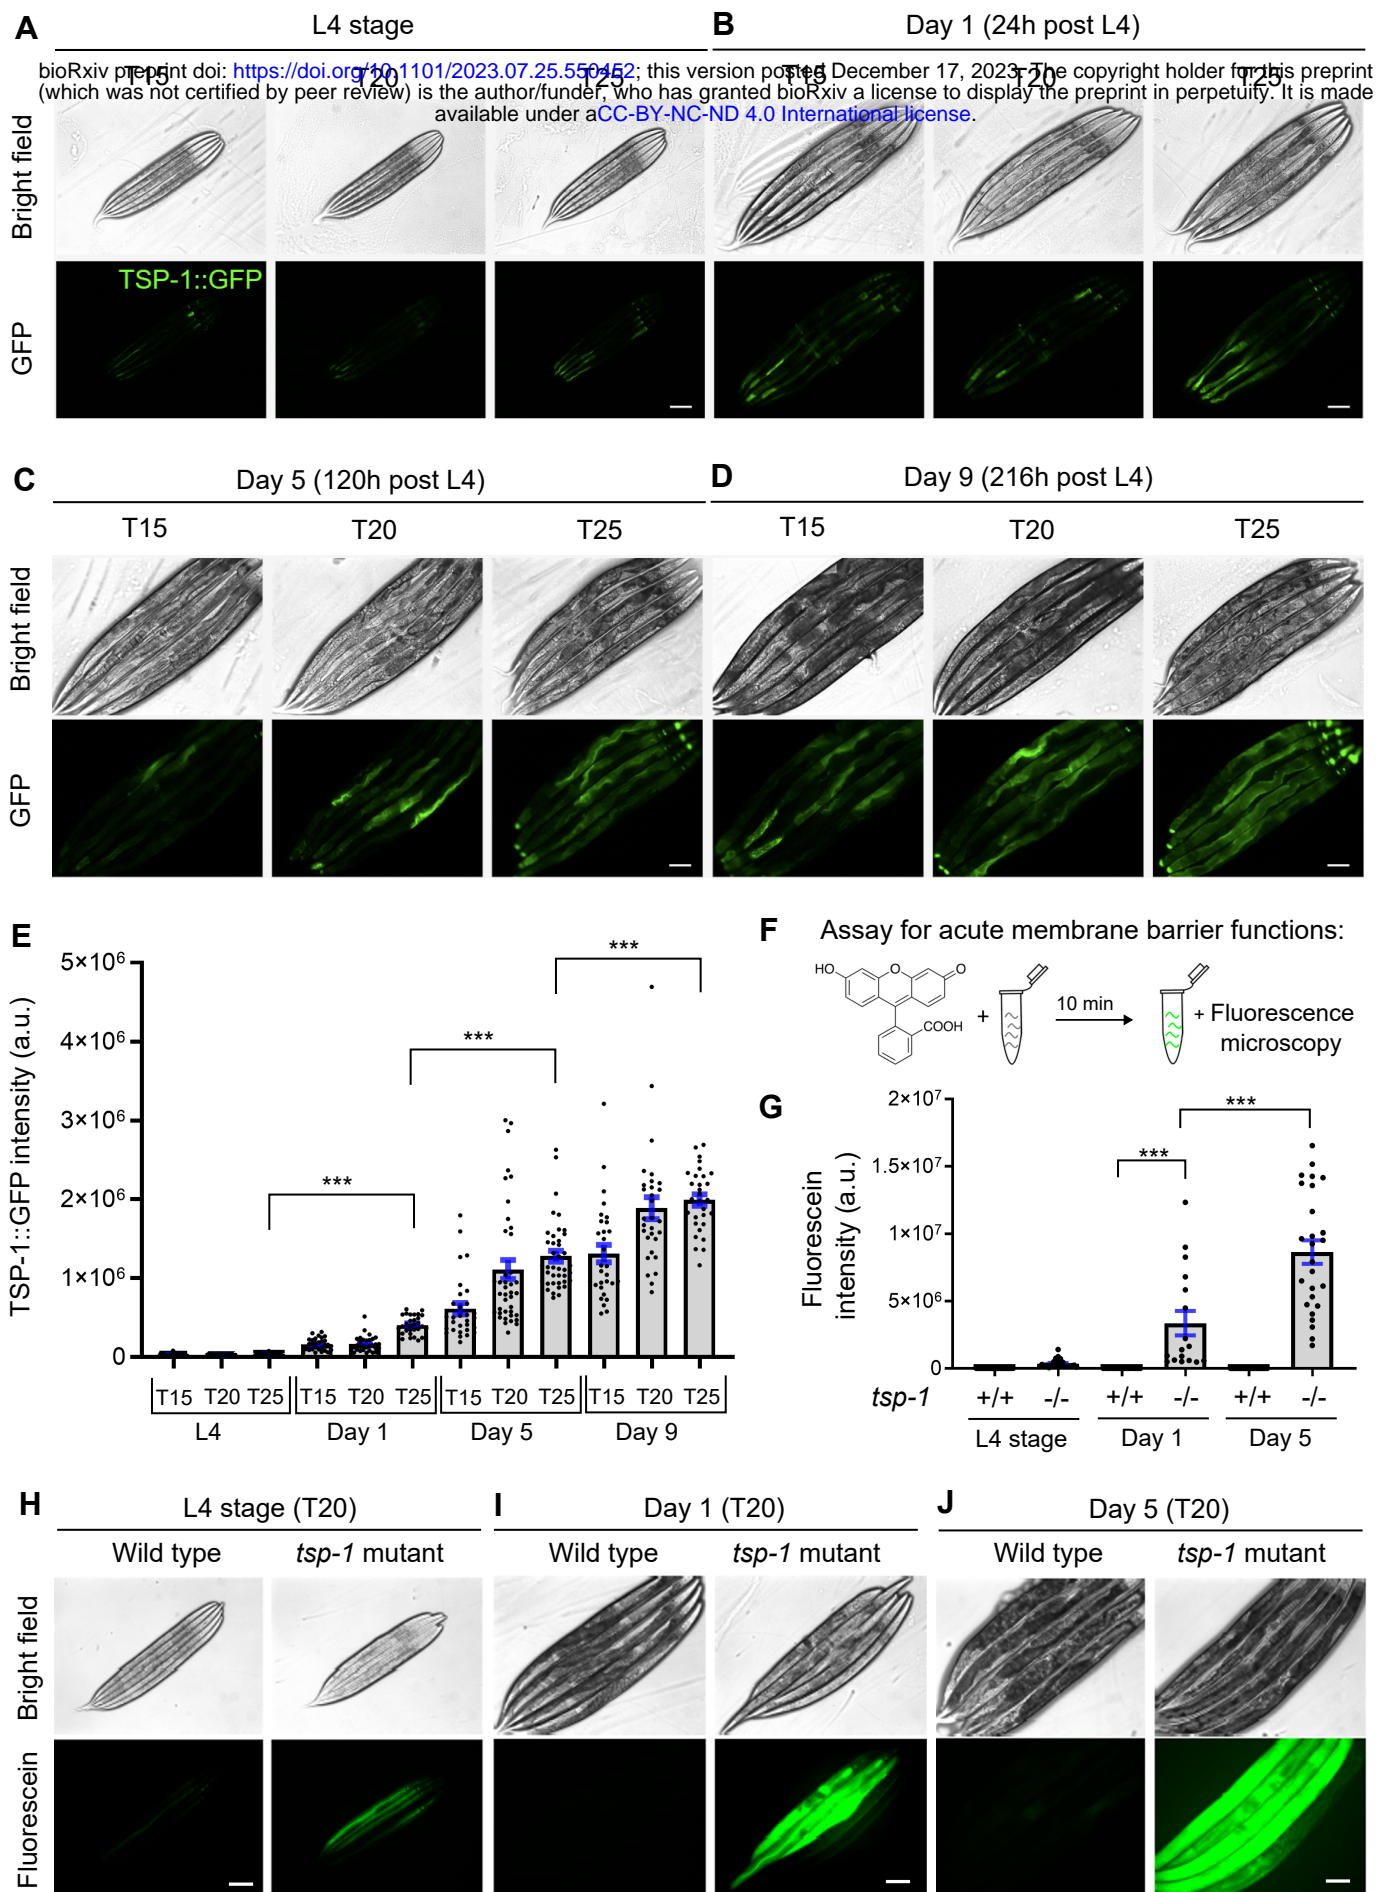 A
L4 stage
B
Day 1 (24h post L4)
T15
T20
T25
T15
T20
T25
bioRxiv preprint doi: https://doi.org/10.1101/2023.07.25.550452; this version posted December 17, 2023. The copyright holder for this preprint
(which was not certified by peer review) is the author/funder, who has granted bioRxiv a license to display the preprint in perpetuity. It is made
available under aCC-BY-NC-ND 4.0 International license.
Bright field
TSP-1::GFP
GFP
C
Day 5 (120h post L4)
D
Day 9 (216h post L4)
T15
T20
T25
T15
T20
T25
Bright field
GFP
E
TSP-1::GFP intensity (a.u.)
5×10⁶
4×10⁶
3×10⁶
2×10⁶
1×10⁶
0
***
***
***
T15 T20 T25 T15 T20 T25 T15 T20 T25 T15 T20 T25
L4 Day 1 Day 5 Day 9
F
Assay for acute membrane barrier functions:
HO
O
O
COOH
+
10 min
+ Fluorescence
microscopy
G
Fluorescein
intensity (a.u.)
2×10⁷
1.5×10⁷
1×10⁷
5×10⁶
0
***
***
tsp-1 +/+ -/- +/+ -/- +/+ -/-
L4 stage Day 1 Day 5
H
L4 stage (T20)
I
Day 1 (T20)
J
Day 5 (T20)
Wild type
tsp-1 mutant
Wild type
tsp-1 mutant
Wild type
tsp-1 mutant
Bright field
Fluorescein